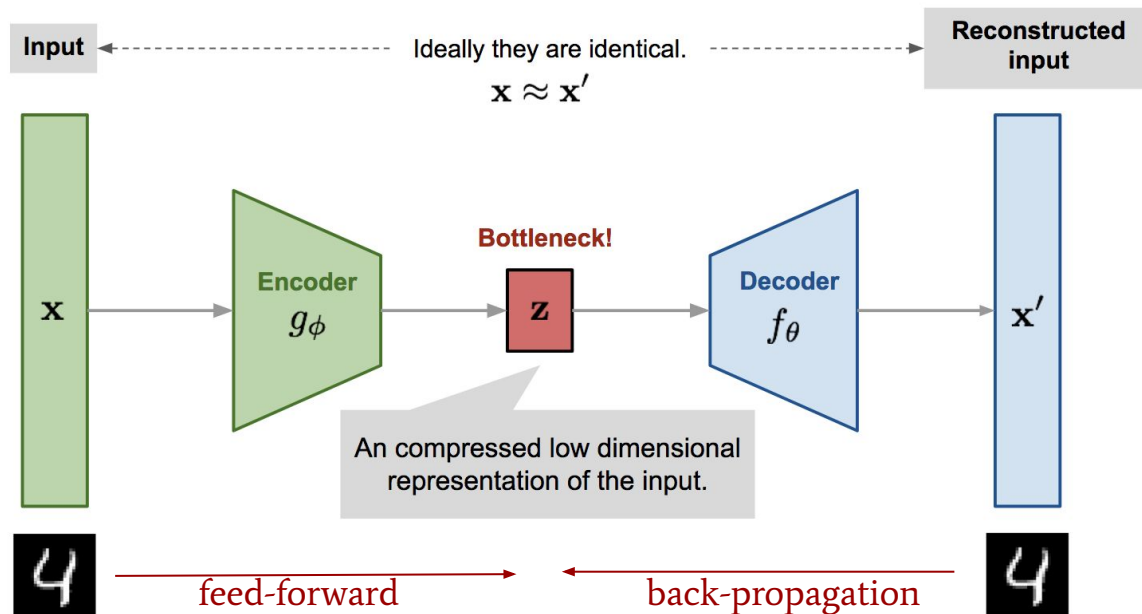 Input
Ideally they are identical.
x ≈ x′
Reconstructed
input
x
Encoder
gϕ
Bottleneck!
z
Decoder
fθ
x′
An compressed low dimensional
representation of the input.
4
feed-forward
back-propagation
4